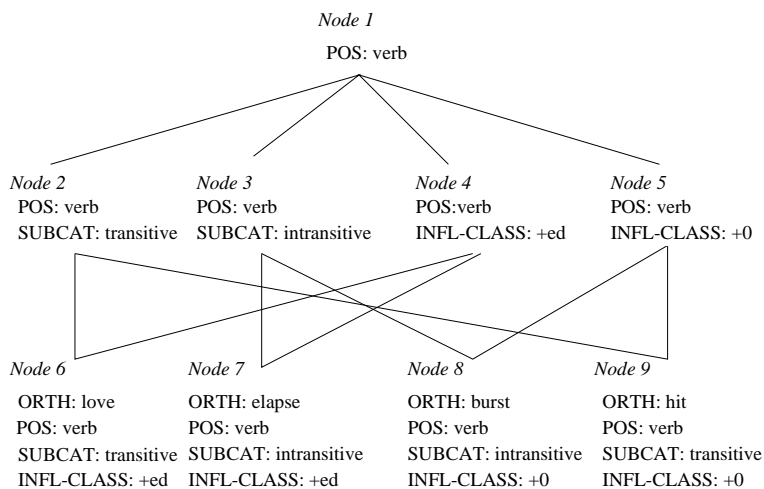 Node 1
POS: verb
Node 2
POS: verb
SUBCAT: transitive
Node 3
POS: verb
SUBCAT: intransitive
Node 4
POS:verb
INFL-CLASS: +ed
Node 5
POS: verb
INFL-CLASS: +0
Node 6
ORTH: love
POS: verb
SUBCAT: transitive
INFL-CLASS: +ed
Node 7
ORTH: elapse
POS: verb
SUBCAT: intransitive
INFL-CLASS: +ed
Node 8
ORTH: burst
POS: verb
SUBCAT: intransitive
INFL-CLASS: +0
Node 9
ORTH: hit
POS: verb
SUBCAT: transitive
INFL-CLASS: +0